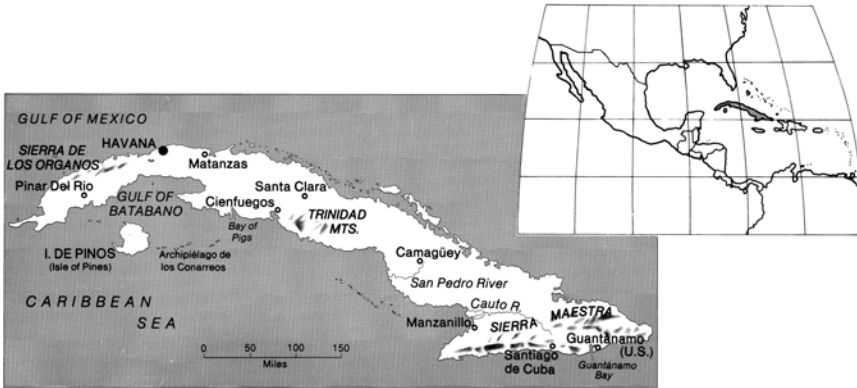 GULF OF MEXICO
HAVANA
SIERRA DE
LOS ORGANOS
Matanzas
Pinar Del Rio
GULF OF
BATABANO
Santa Clara
Cienfuegos
TRINIDAD
MTS.
Bay of
Pigs
I. DE PINOS
(Isle of Pines)
Archipiélago de
los Conarreos
Camagüey
San Pedro River
CARIBBEAN
SEA
Cauto R.
Manzanillo
SIERRA
MAESTRA
Guantánamo
(U.S.)
Santiago
de Cuba
Guantánamo
Bay
0 50 100 150
Miles